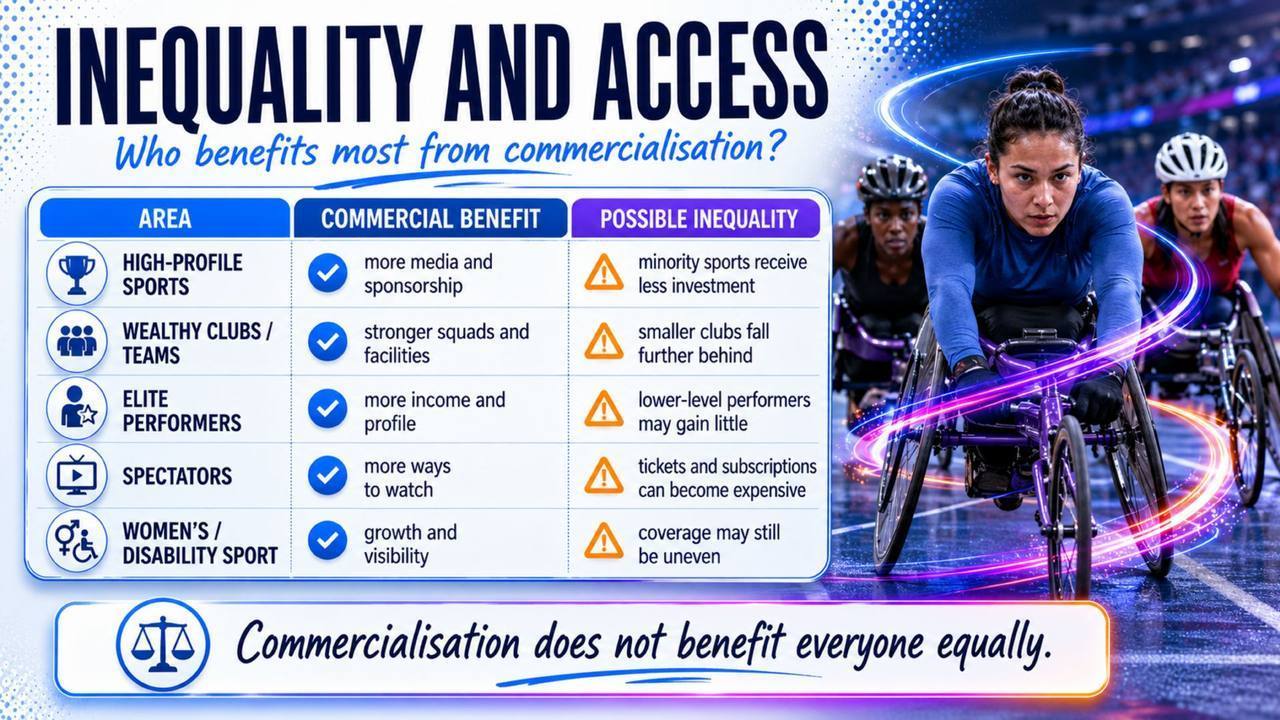 INEQUALITY AND ACCESS
Who benefits most from commercialisation?
AREA
COMMERCIAL BENEFIT
POSSIBLE INEQUALITY
HIGH-PROFILE
SPORTS
more media and
sponsorship
minority sports receive
less investment
WEALTHY CLUBS /
TEAMS
stronger squads and
facilities
smaller clubs fall
further behind
ELITE
PERFORMERS
more income and
profile
lower-level performers
may gain little
SPECTATORS
more ways
to watch
tickets and subscriptions
can become expensive
WOMEN'S /
DISABILITY SPORT
growth and
visibility
coverage may still
be uneven
Commercialisation does not benefit everyone equally.